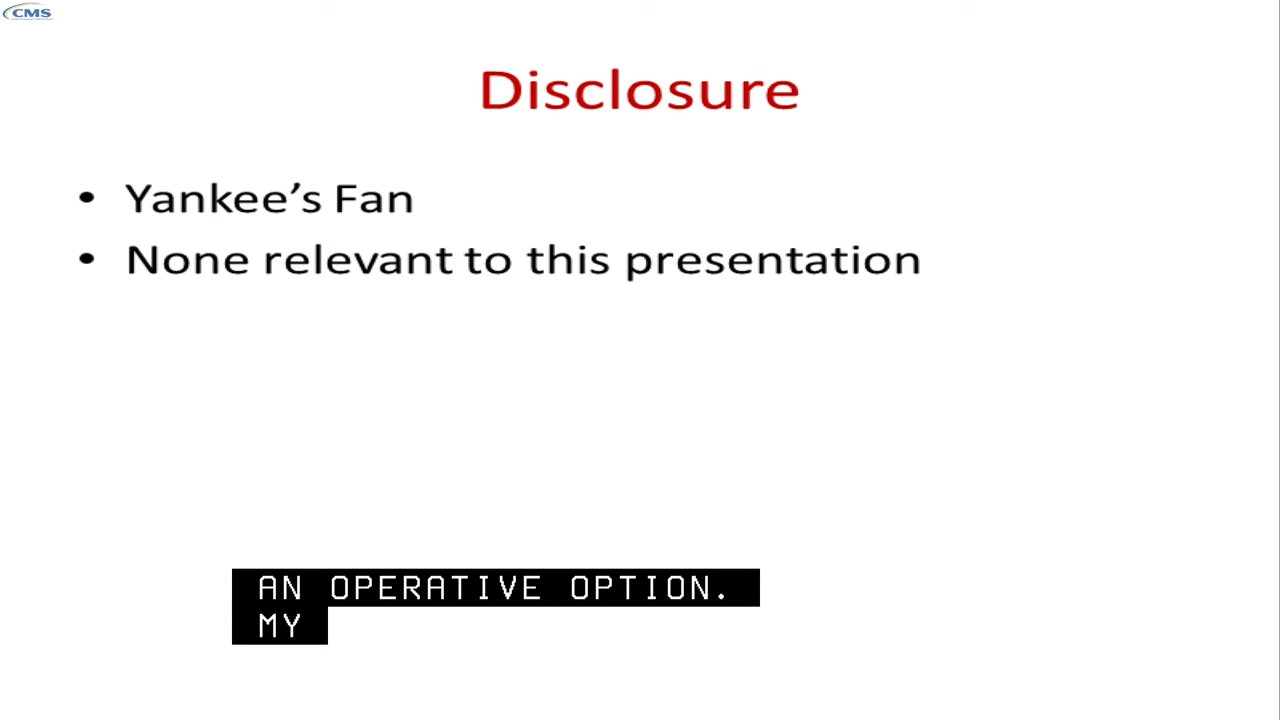 CMS
Disclosure
• Yankee’s Fan
• None relevant to this presentation
AN OPERATIVE OPTION.
MY